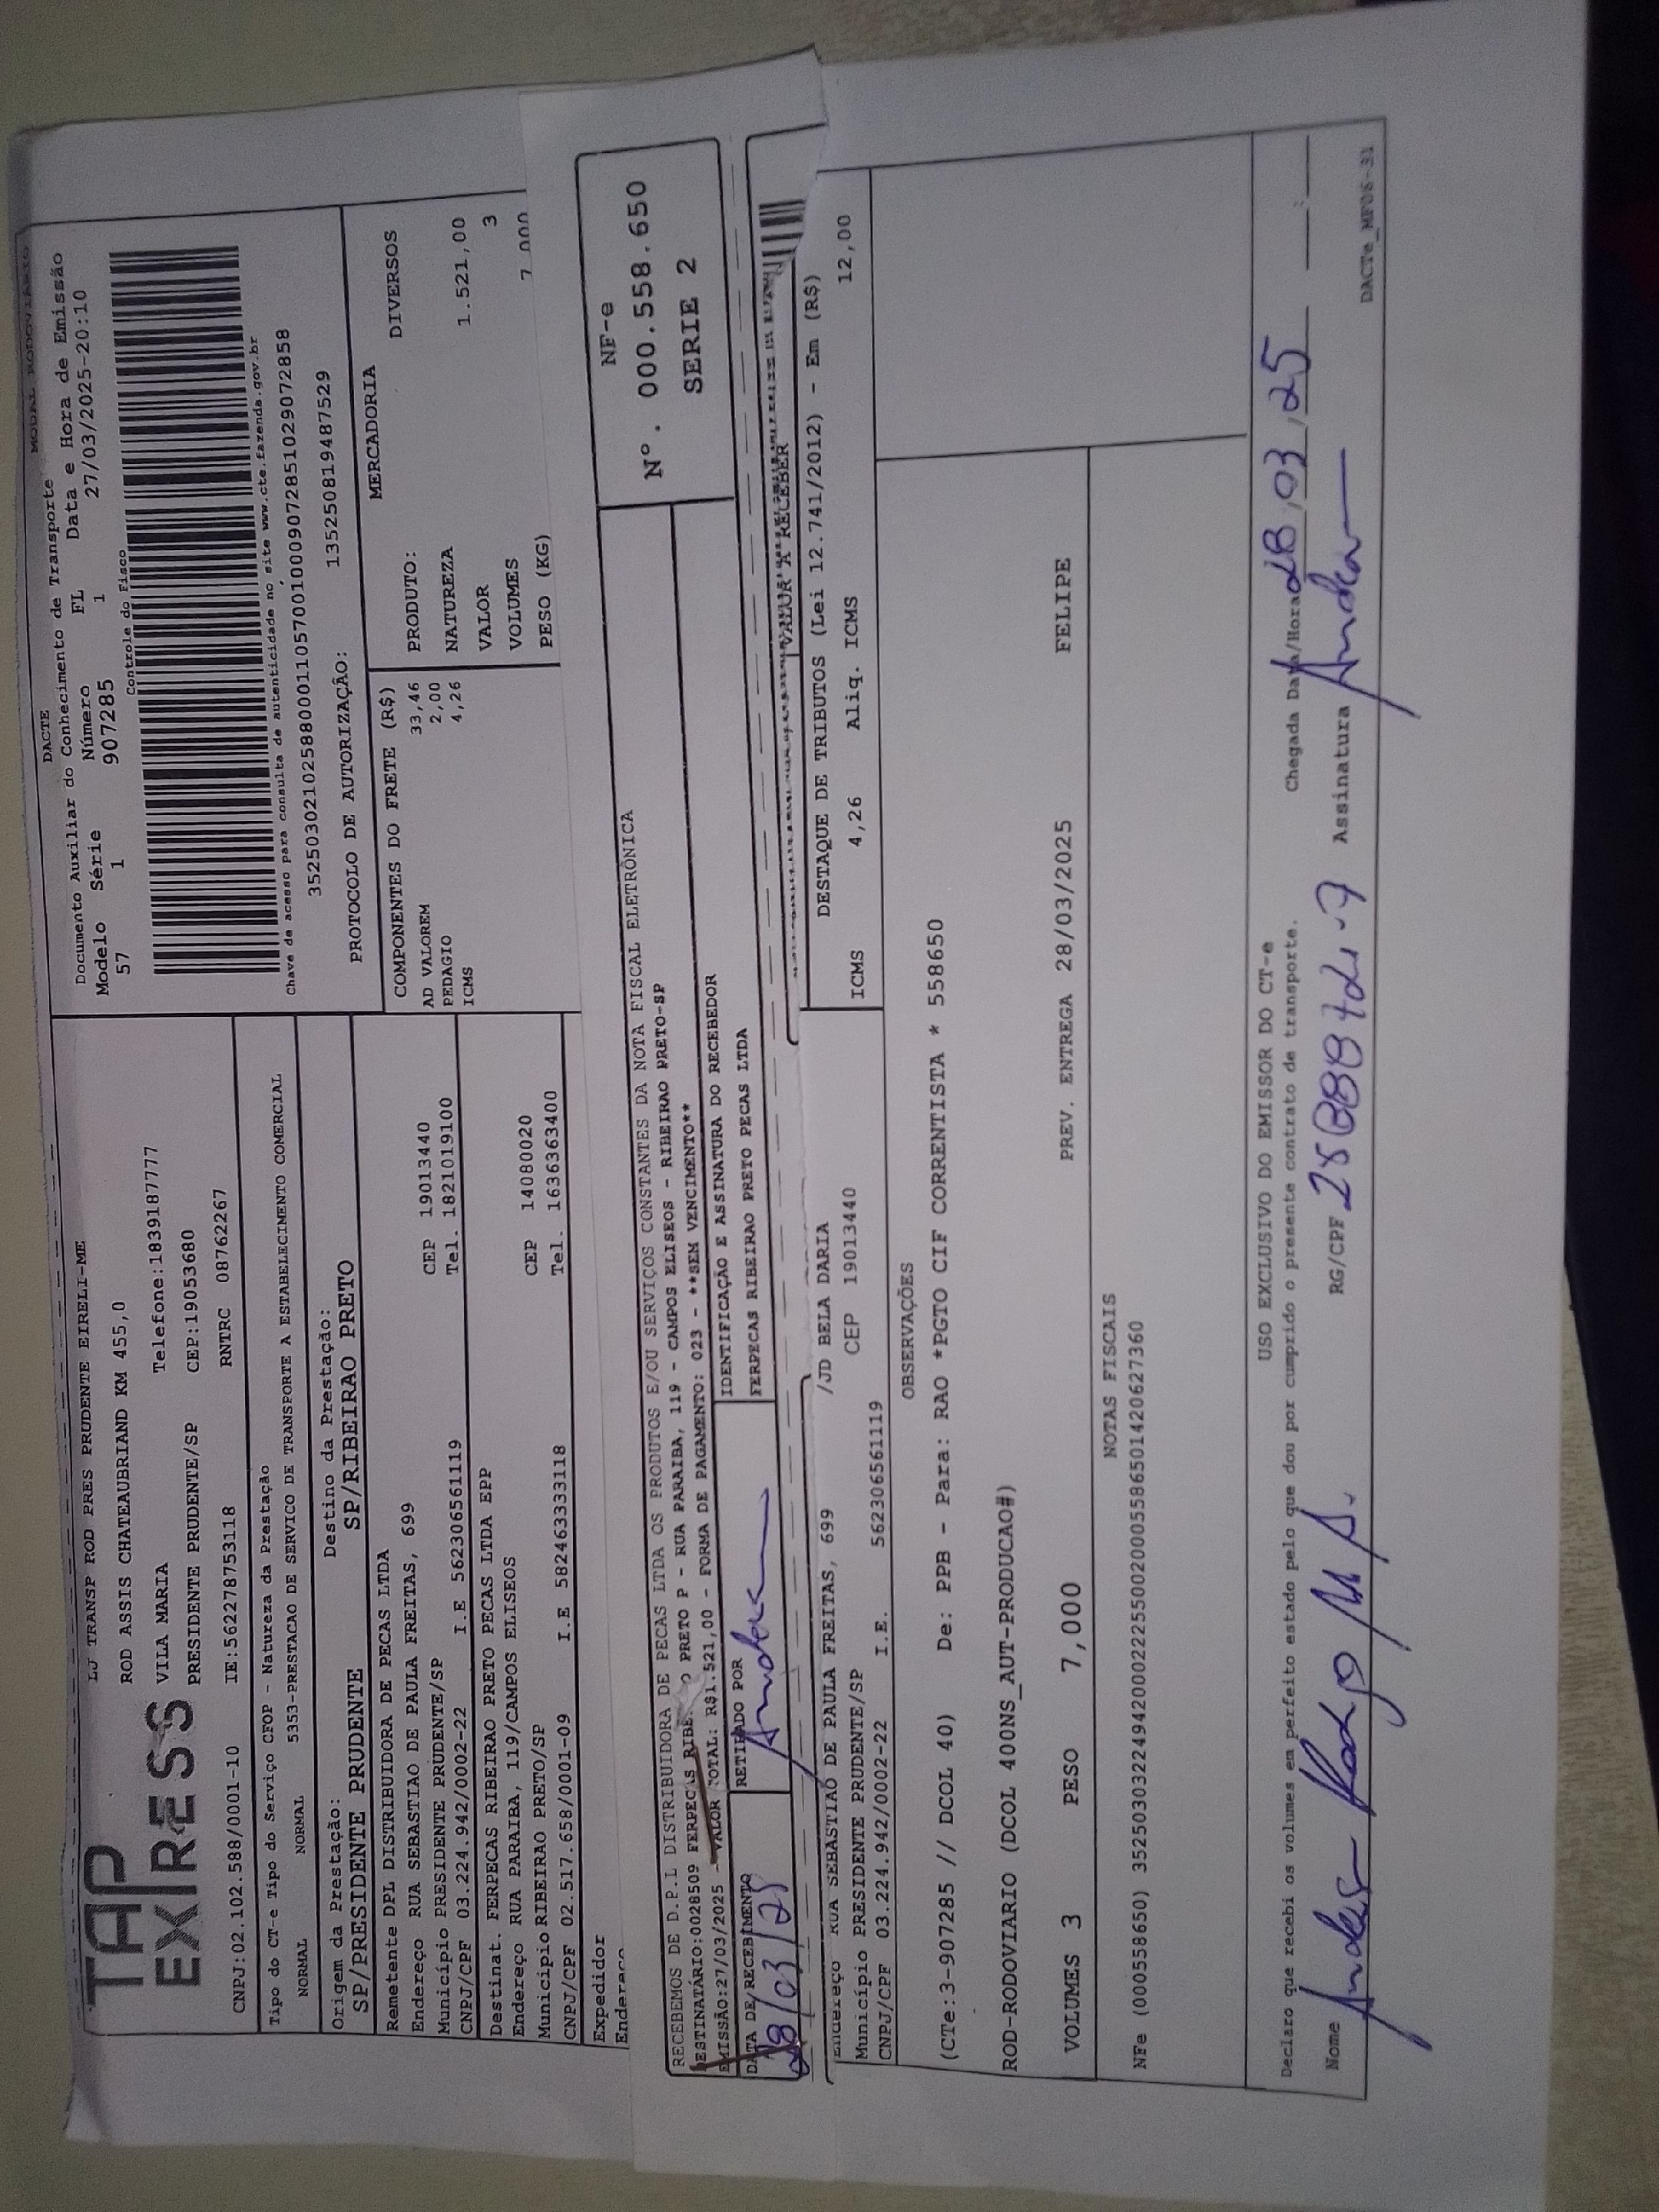 TAP
EXPRESS
LJ TRANSP ROD PRES PRUDENTE EIRELI-ME
ROD ASSIS CHATEAUBRIAND KM 455,0
VILA MARIA Telefone:1839187777
PRESIDENTE PRUDENTE/SP CEP:19053680
CNPJ:02.102.588/0001-10 IE:562278753118 RNTRC 08762267
MODAL RODOVIÁRIO
DACTE
Documento Auxiliar do Conhecimento de Transporte
Modelo Série Número FL Data e Hora de Emissão
57 1 907285 1 27/03/2025-20:10
Controle do Fisco
Chave de acesso para consulta de autenticidade no site www.cte.fazenda.gov.br
35250302102588000110570010009072851029072858
PROTOCOLO DE AUTORIZAÇÃO: 135250819487529
Tipo do CT-e Tipo do Serviço CFOP - Natureza da Prestação
NORMAL NORMAL 5353-PRESTACAO DE SERVICO DE TRANSPORTE A ESTABELECIMENTO COMERCIAL
Origem da Prestação: Destino da Prestação:
SP/PRESIDENTE PRUDENTE SP/RIBEIRAO PRETO
Remetente DPL DISTRIBUIDORA DE PECAS LTDA
Endereço RUA SEBASTIAO DE PAULA FREITAS, 699
Município PRESIDENTE PRUDENTE/SP CEP 19013440
CNPJ/CPF 03.224.942/0002-22 I.E 562306561119 Tel. 1821019100
Destinat. FERPECAS RIBEIRAO PRETO PECAS LTDA EPP
Endereço RUA PARAIBA, 119/CAMPOS ELISEOS
Município RIBEIRAO PRETO/SP CEP 14080020
CNPJ/CPF 02.517.658/0001-09 I.E 582463333118 Tel. 1636363400
Expedidor
Endereço
COMPONENTES DO FRETE (R$)
AD VALOREM 33,46
PEDAGIO 2,00
ICMS 4,26
MERCADORIA
PRODUTO: DIVERSOS
NATUREZA
VALOR 1.521,00
VOLUMES 3
PESO (KG) 7,000
RECEBEMOS DE D.P.L DISTRIBUIDORA DE PECAS LTDA OS PRODUTOS E/OU SERVIÇOS CONSTANTES DA NOTA FISCAL ELETRÔNICA
DESTINATÁRIO:0028509 FERPECAS RIBE O PRETO P - RUA PARAIBA, 119 - CAMPOS ELISEOS - RIBEIRAO PRETO-SP
EMISSÃO:27/03/2025 - VALOR TOTAL: R$1.521,00 - FORMA DE PAGAMENTO: 023 - **SEM VENCIMENTO**
DATA DE RECEBIMENTO RETIRADO POR IDENTIFICAÇÃO E ASSINATURA DO RECEBEDOR
28/03/25 Anderson FERPECAS RIBEIRAO PRETO PECAS LTDA
NF-e
Nº. 000.558.650
SERIE 2
VALOR A RECEBER
Endereço RUA SEBASTIAO DE PAULA FREITAS, 699 /JD BELA DARIA
Município PRESIDENTE PRUDENTE/SP CEP 19013440
CNPJ/CPF 03.224.942/0002-22 I.E. 562306561119
DESTAQUE DE TRIBUTOS (Lei 12.741/2012) - Em (R$)
ICMS 4,26 Aliq. ICMS 12,00
OBSERVAÇÕES
(CTe:3-907285 // DCOL 40) De: PPB - Para: RAO *PGTO CIF CORRENTISTA * 558650
ROD-RODOVIARIO (DCOL 400NS_AUT-PRODUCAO#)
VOLUMES 3 PESO 7,000 PREV. ENTREGA 28/03/2025 FELIPE
NOTAS FISCAIS
NFe (000558650) 35250303224942000222550020005586501420627360
USO EXCLUSIVO DO EMISSOR DO CT-e
Declaro que recebi os volumes em perfeito estado pelo que dou por cumprido o presente contrato de transporte. Chegada Data/Hora 28/03/25
Nome Anderson Rodrigo M A. RG/CPF Assinatura Anderson
DACTe_MF06-31